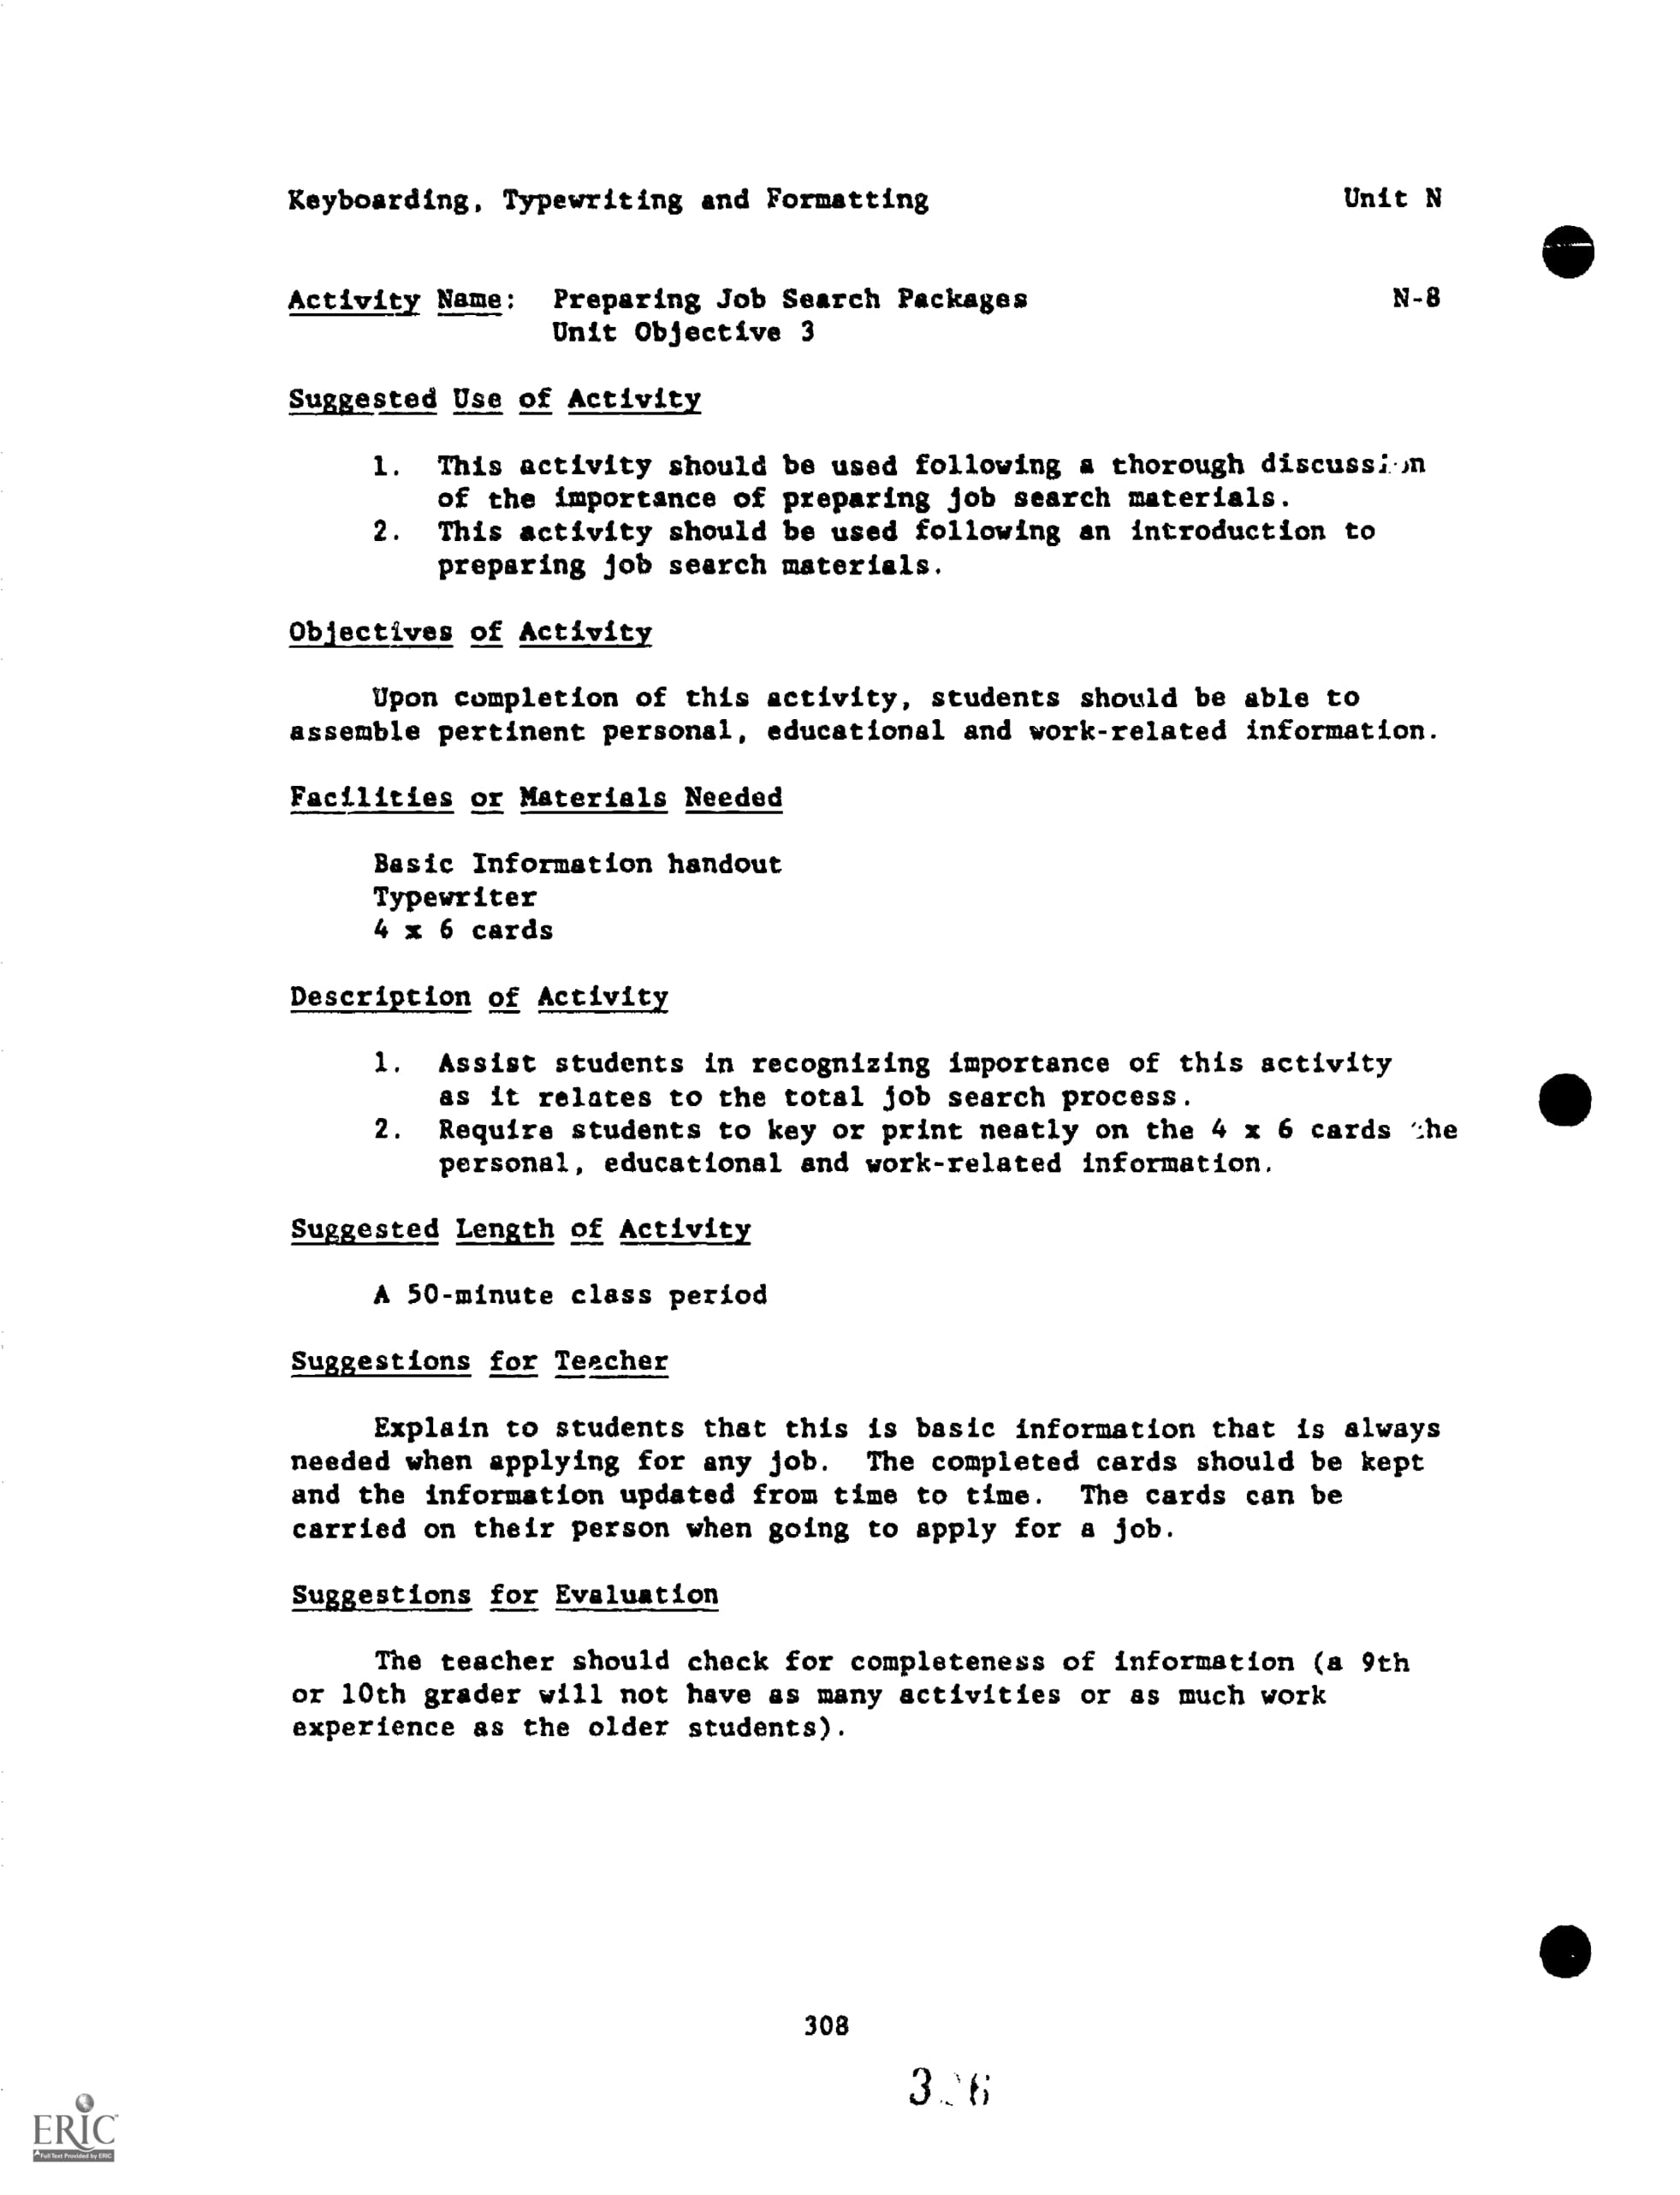 Keyboarding, Typewriting and Formatting Unit N
Activity Name: Preparing Job Search Packages N-8
Unit Objective 3
Suggested Use of Activity
1. This activity should be used following a thorough discussion
of the importance of preparing job search materials.
2. This activity should be used following an introduction to
preparing job search materials.
Objectives of Activity
Upon completion of this activity, students should be able to
assemble pertinent personal, educational and work-related information.
Facilities or Materials Needed
Basic Information handout
Typewriter
4 x 6 cards
Description of Activity
1. Assist students in recognizing importance of this activity
as it relates to the total job search process.
2. Require students to key or print neatly on the 4 x 6 cards the
personal, educational and work-related information.
Suggested Length of Activity
A 50-minute class period
Suggestions for Teacher
Explain to students that this is basic information that is always
needed when applying for any job. The completed cards should be kept
and the information updated from time to time. The cards can be
carried on their person when going to apply for a job.
Suggestions for Evaluation
The teacher should check for completeness of information (a 9th
or 10th grader will not have as many activities or as much work
experience as the older students).
308
ERIC
Full Text Provided by ERIC